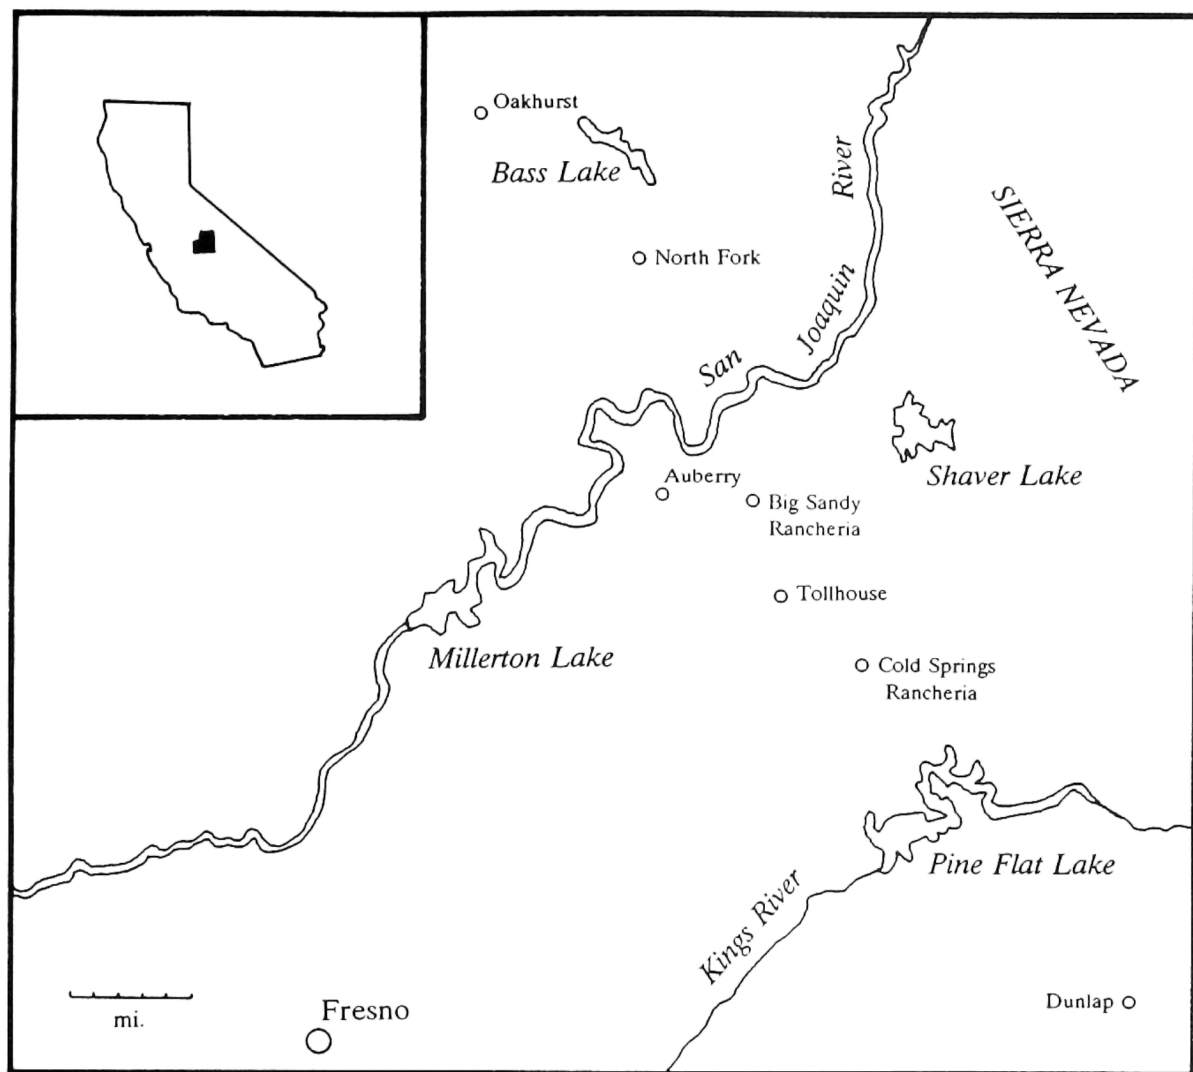 Oakhurst
Bass Lake
North Fork
San Joaquin River
SIERRA NEVADA
Shaver Lake
Auberry
Big Sandy
Rancheria
Tollhouse
Millerton Lake
Cold Springs
Rancheria
Pine Flat Lake
Kings River
Dunlap
mi.
Fresno